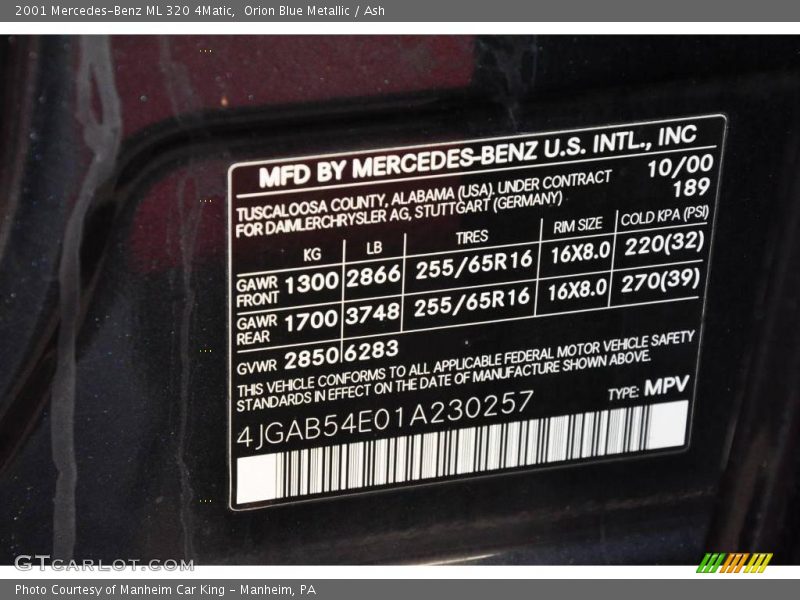 2001 Mercedes-Benz ML 320 4Matic,  Orion Blue Metallic / Ash
MFD BY MERCEDES-BENZ U.S. INTL., INC
TUSCALOOSA COUNTY, ALABAMA (USA). UNDER CONTRACT 10/00
FOR DAIMLERCHRYSLER AG, STUTTGART (GERMANY) 189
KG LB TIRES RIM SIZE COLD KPA (PSI)
GAWR FRONT 1300 2866 255/65R16 16X8.0 220(32)
GAWR REAR 1700 3748 255/65R16 16X8.0 270(39)
GVWR 2850 6283
THIS VEHICLE CONFORMS TO ALL APPLICABLE FEDERAL MOTOR VEHICLE SAFETY
STANDARDS IN EFFECT ON THE DATE OF MANUFACTURE SHOWN ABOVE.
4JGAB54E01A230257 TYPE: MPV
GTCARLOT.COM
Photo Courtesy of Manheim Car King - Manheim, PA